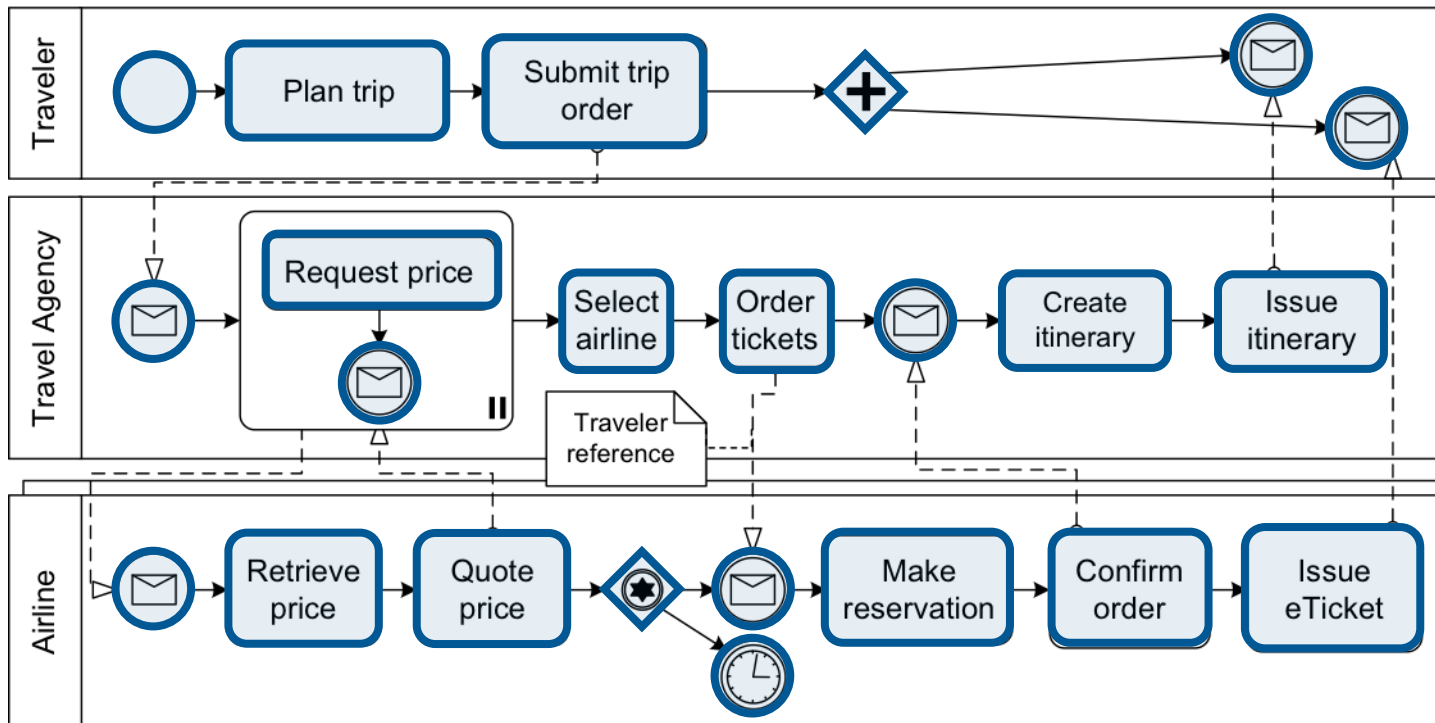 Traveler
Plan trip
Submit trip
order
Travel Agency
Request price
Select
airline
Order
tickets
Create
itinerary
Issue
itinerary
Traveler
reference
Airline
Retrieve
price
Quote
price
Make
reservation
Confirm
order
Issue
eTicket